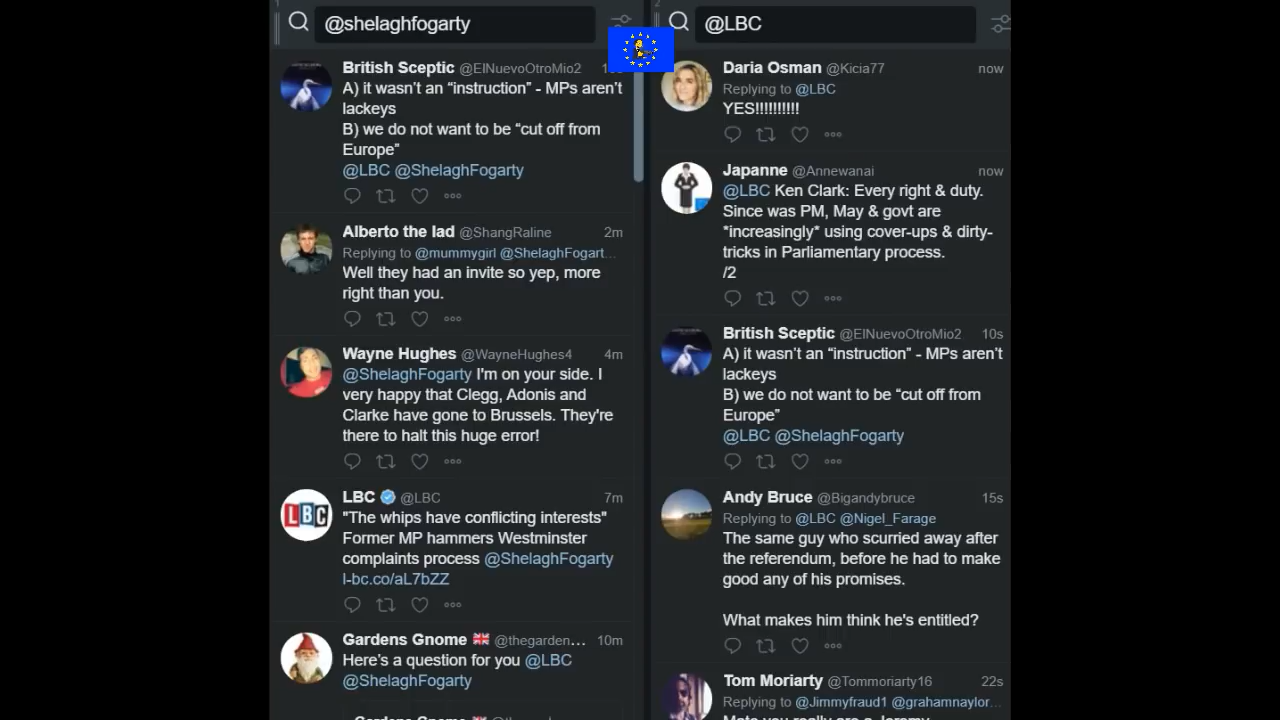 1
@shelaghfogarty
British Sceptic @ElNuevoOtroMio2
A) it wasn't an “instruction” - MPs aren't
lackeys
B) we do not want to be “cut off from
Europe”
@LBC @ShelaghFogarty
Alberto the lad @ShangRaline 2m
Replying to @mummygirl @ShelaghFogart…
Well they had an invite so yep, more
right than you.
Wayne Hughes @WayneHughes4 4m
@ShelaghFogarty I'm on your side. I
very happy that Clegg, Adonis and
Clarke have gone to Brussels. They're
there to halt this huge error!
LBC @LBC 7m
"The whips have conflicting interests"
Former MP hammers Westminster
complaints process @ShelaghFogarty
l-bc.co/aL7bZZ
LBC
Gardens Gnome @thegarden… 10m
Here's a question for you @LBC
@ShelaghFogarty
2
@LBC
Daria Osman @Kicia77 now
Replying to @LBC
YES!!!!!!!!!!
Japanne @Annewanai now
@LBC Ken Clark: Every right & duty.
Since was PM, May & govt are
*increasingly* using cover-ups & dirty-
tricks in Parliamentary process.
/2
British Sceptic @ElNuevoOtroMio2 10s
A) it wasn't an “instruction” - MPs aren't
lackeys
B) we do not want to be “cut off from
Europe”
@LBC @ShelaghFogarty
Andy Bruce @Bigandybruce 15s
Replying to @LBC @Nigel_Farage
The same guy who scurried away after
the referendum, before he had to make
good any of his promises.
What makes him think he's entitled?
Tom Moriarty @Tommoriarty16 22s
Replying to @Jimmyfraud1 @grahamnaylor…